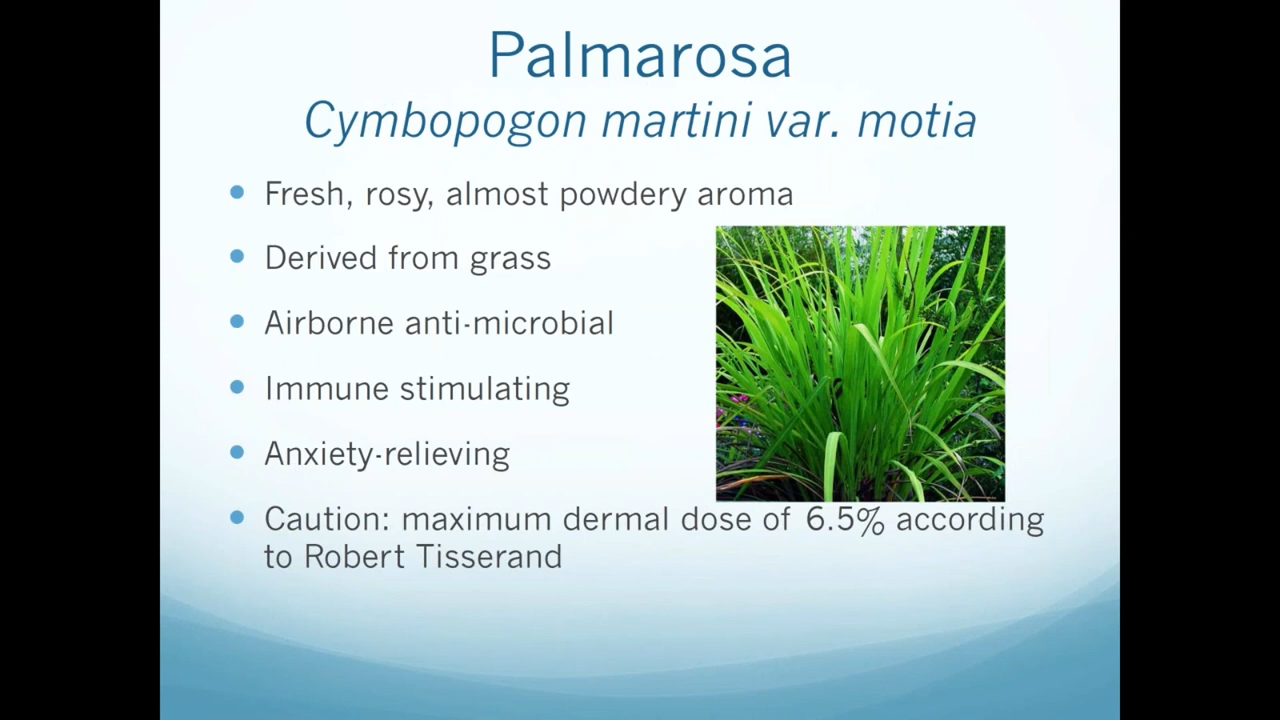 Palmarosa
Cymbopogon martini var. motia
Fresh, rosy, almost powdery aroma
Derived from grass
Airborne anti-microbial
Immune stimulating
Anxiety-relieving
Caution: maximum dermal dose of 6.5% according
to Robert Tisserand